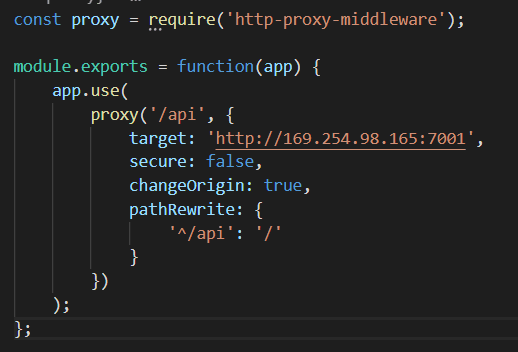 const proxy = require('http-proxy-middleware');
module.exports = function(app) {
app.use(
proxy('/api', {
target: 'http://169.254.98.165:7001',
secure: false,
changeOrigin: true,
pathRewrite: {
'^/api': '/'
}
})
);
};